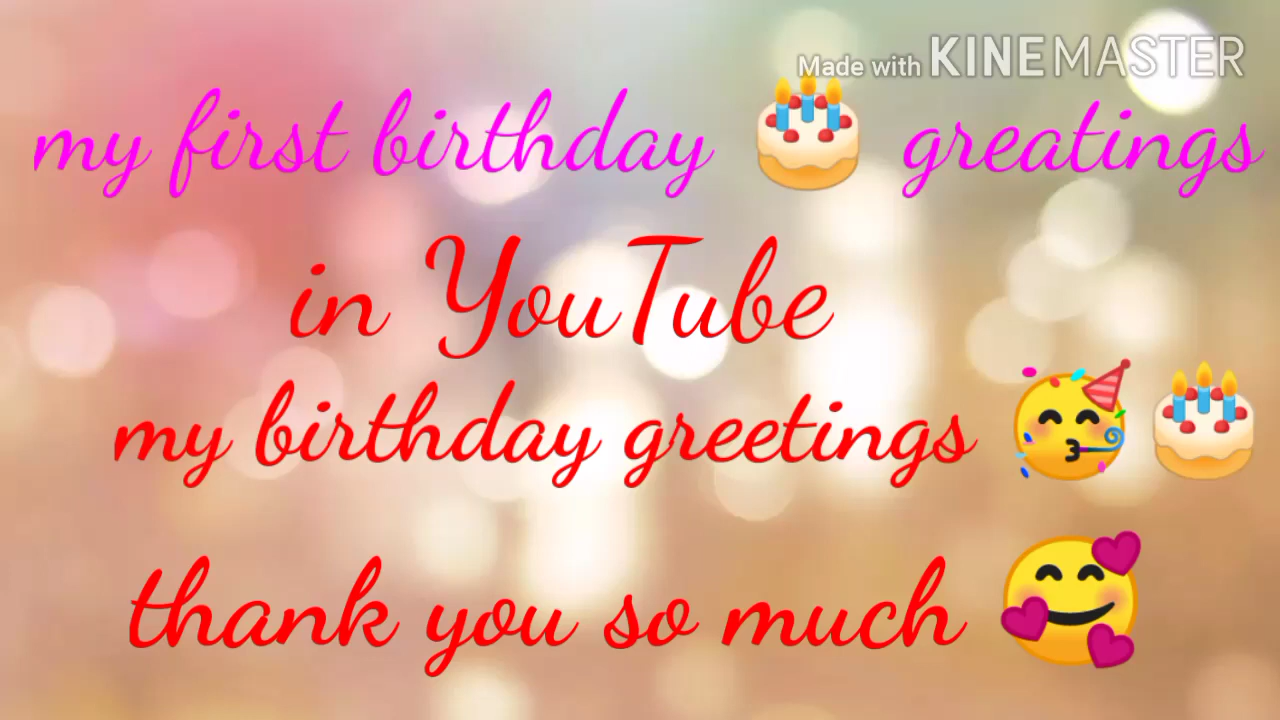 Made with KINEMASTER
my first birthday 🎂 greatings
in YouTube
my birthday greetings 🥳🎂
thank you so much 🥰